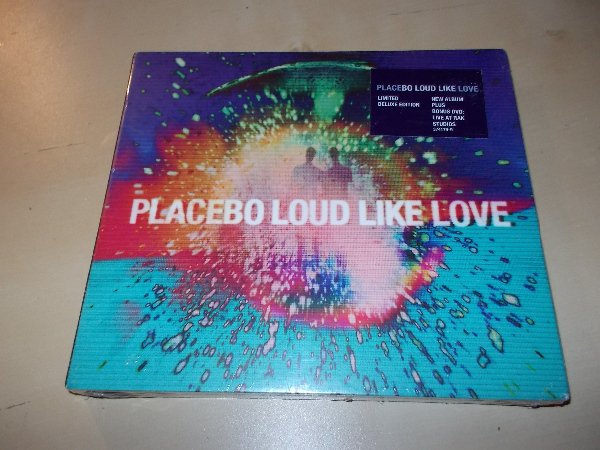 PLACEBO LOUD LIKE LOVE
LIMITED
DELUXE EDITION
NEW ALBUM
PLUS
BONUS DVD:
LIVE AT RAK
STUDIOS
PLACEBO LOUD LIKE LOVE